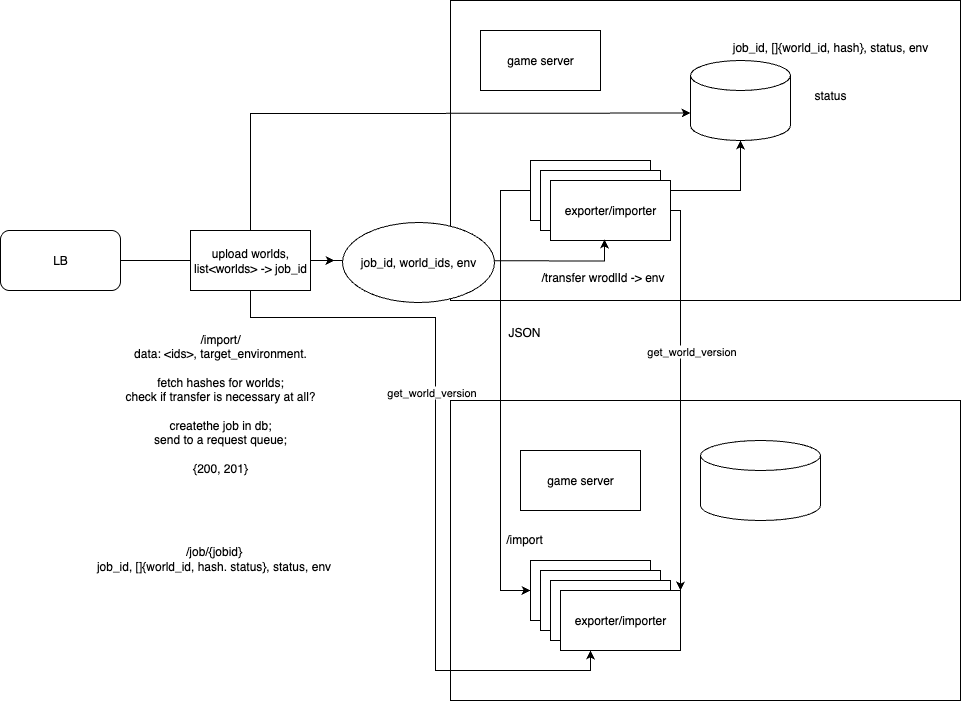 job_id, []{world_id, hash}, status, env
game server
status
exporter/importer
LB
upload worlds,
list<worlds> -> job_id
job_id, world_ids, env
/transfer wrodlId -> env
JSON
/import/
data: <ids>, target_environment.
get_world_version
fetch hashes for worlds;
check if transfer is necessary at all?
get_world_version
createthe job in db;
send to a request queue;
{200, 201}
game server
/import
/job/{jobid}
job_id, []{world_id, hash. status}, status, env
exporter/importer